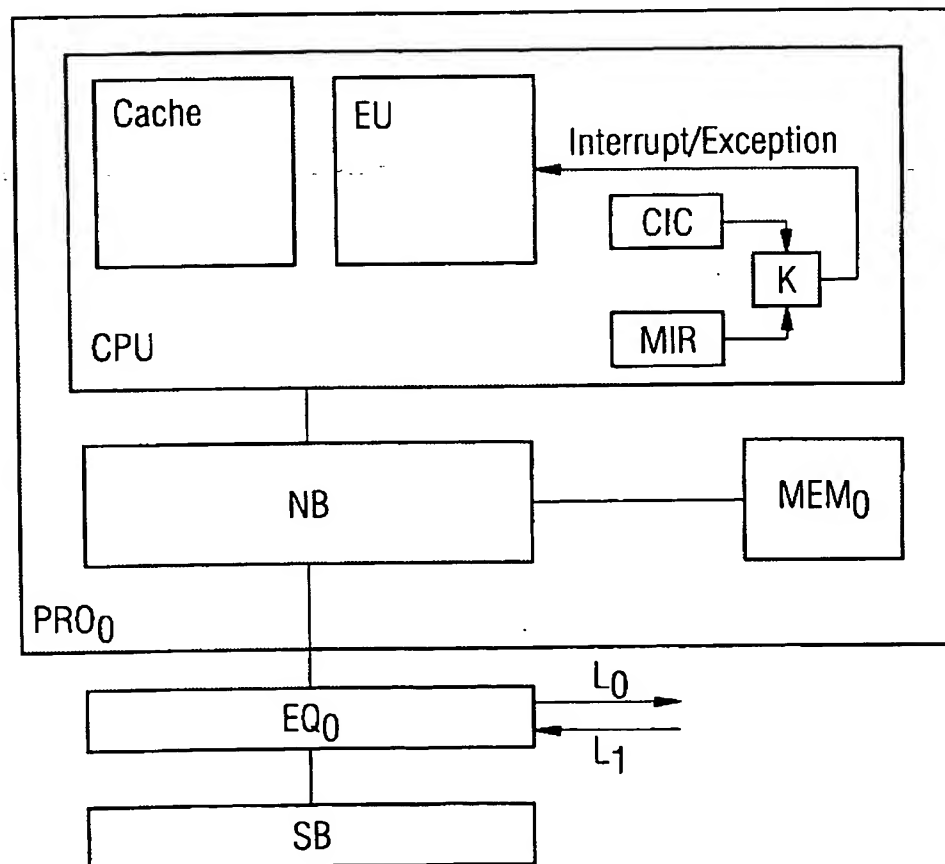 Cache
EU
Interrupt/Exception
CIC
K
MIR
CPU
NB
MEM0
PRO0
EQ0
L0
L1
SB